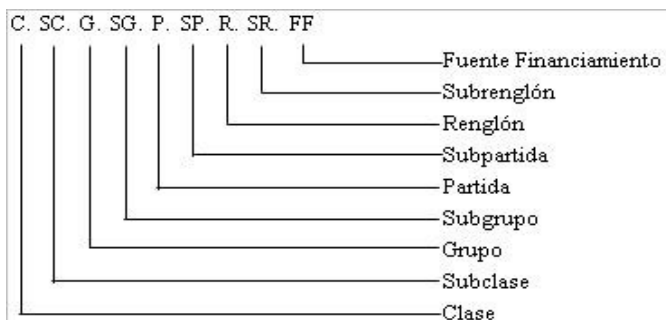 C. SC. G. SG. P. SP. R. SR. FF
Fuente Financiamiento
Subrenglón
Renglón
Subpartida
Partida
Subgrupo
Grupo
Subclase
Clase